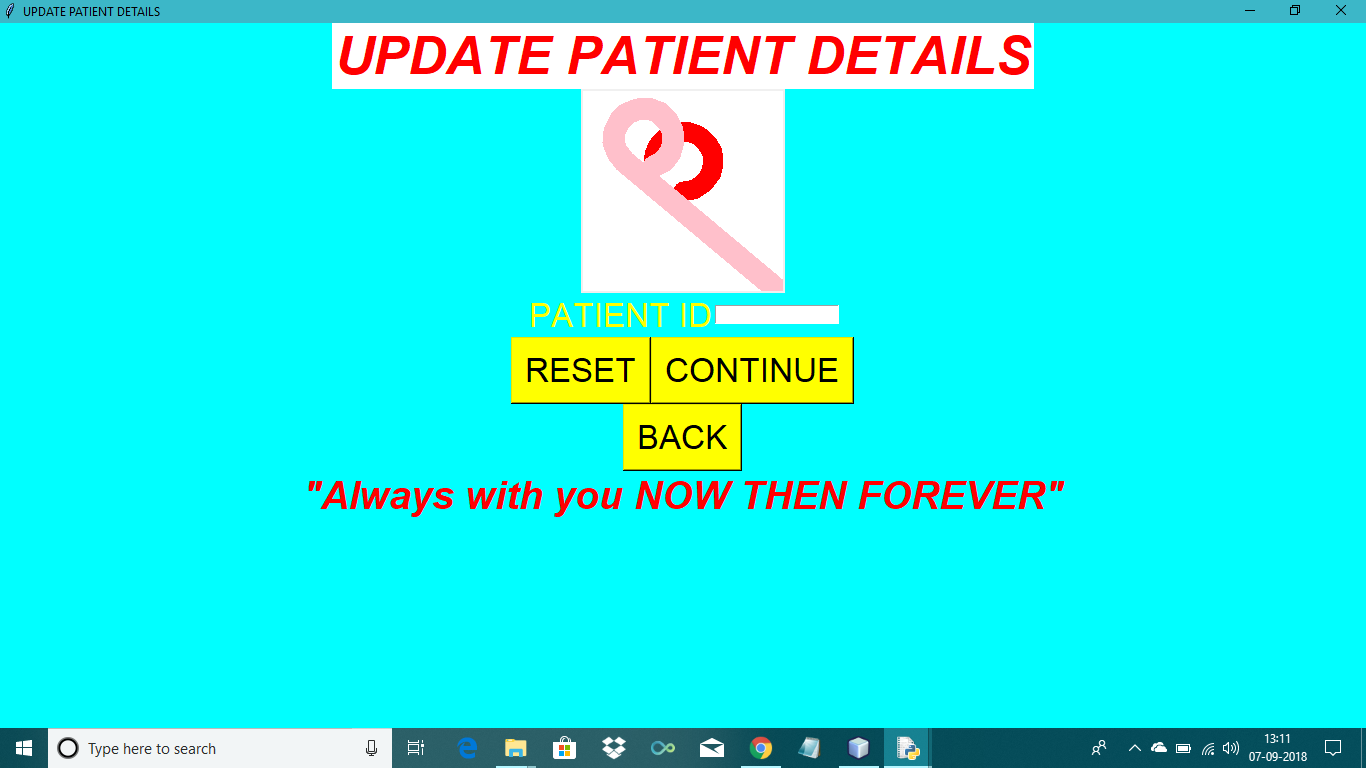 UPDATE PATIENT DETAILS
UPDATE PATIENT DETAILS
PATIENT ID
RESET CONTINUE
BACK
"Always with you NOW THEN FOREVER"
Type here to search
13:11
07-09-2018